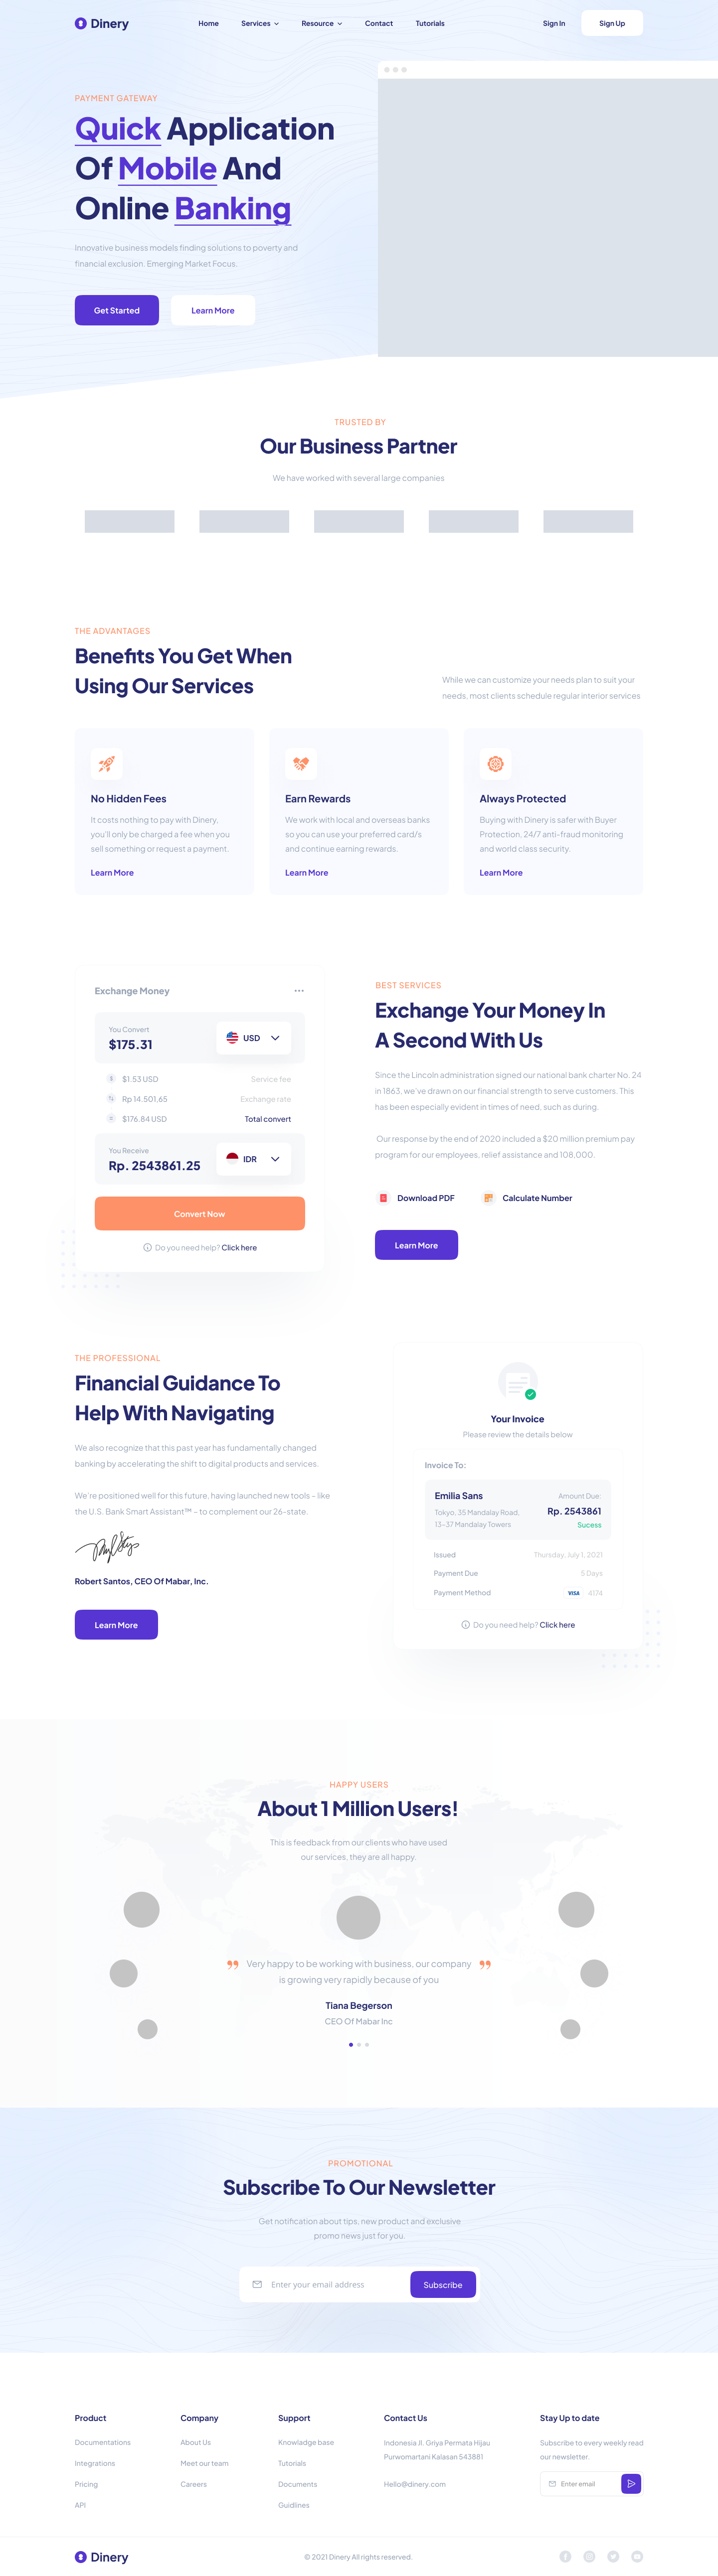 Dinery
Home Services Resource Contact Tutorials
Sign In Sign Up
PAYMENT GATEWAY
Quick Application
Of Mobile And
Online Banking
Innovative business models finding solutions to poverty and
financial exclusion. Emerging Market Focus.
Get Started Learn More
TRUSTED BY
Our Business Partner
We have worked with several large companies
THE ADVANTAGES
Benefits You Get When
Using Our Services
While we can customize your needs plan to suit your
needs, most clients schedule regular interior services
No Hidden Fees
It costs nothing to pay with Dinery,
you'll only be charged a fee when you
sell something or request a payment.
Learn More
Earn Rewards
We work with local and overseas banks
so you can use your preferred card/s
and continue earning rewards.
Learn More
Always Protected
Buying with Dinery is safer with Buyer
Protection, 24/7 anti-fraud monitoring
and world class security.
Learn More
Exchange Money
You Convert
$175.31
USD
$1.53 USD Service fee
Rp 14.501,65 Exchange rate
$176.84 USD Total convert
You Receive
Rp. 2543861.25
IDR
Convert Now
Do you need help? Click here
BEST SERVICES
Exchange Your Money In
A Second With Us
Since the Lincoln administration signed our national bank charter No. 24
in 1863, we've drawn on our financial strength to serve customers. This
has been especially evident in times of need, such as during.
Our response by the end of 2020 included a $20 million premium pay
program for our employees, relief assistance and 108,000.
Download PDF Calculate Number
Learn More
THE PROFESSIONAL
Financial Guidance To
Help With Navigating
We also recognize that this past year has fundamentally changed
banking by accelerating the shift to digital products and services.
We're positioned well for this future, having launched new tools – like
the U.S. Bank Smart Assistant™ – to complement our 26-state.
Robert Santos, CEO Of Mabar, Inc.
Learn More
Your Invoice
Please review the details below
Invoice To:
Emilia Sans Amount Due:
Tokyo, 35 Mandalay Road, Rp. 2543861
13–37 Mandalay Towers Sucess
Issued Thursday, July 1, 2021
Payment Due 5 Days
Payment Method VISA 4174
Do you need help? Click here
HAPPY USERS
About 1 Million Users!
This is feedback from our clients who have used
our services, they are all happy.
Very happy to be working with business, our company
is growing very rapidly because of you
Tiana Begerson
CEO Of Mabar Inc
PROMOTIONAL
Subscribe To Our Newsletter
Get notification about tips, new product and exclusive
promo news just for you.
Enter your email address Subscribe
Product
Documentations
Integrations
Pricing
API
Company
About Us
Meet our team
Careers
Support
Knowladge base
Tutorials
Documents
Guidlines
Contact Us
Indonesia Jl. Griya Permata Hijau
Purwomartani Kalasan 543881
Hello@dinery.com
Stay Up to date
Subscribe to every weekly read
our newsletter.
Enter email
Dinery
© 2021 Dinery All rights reserved.